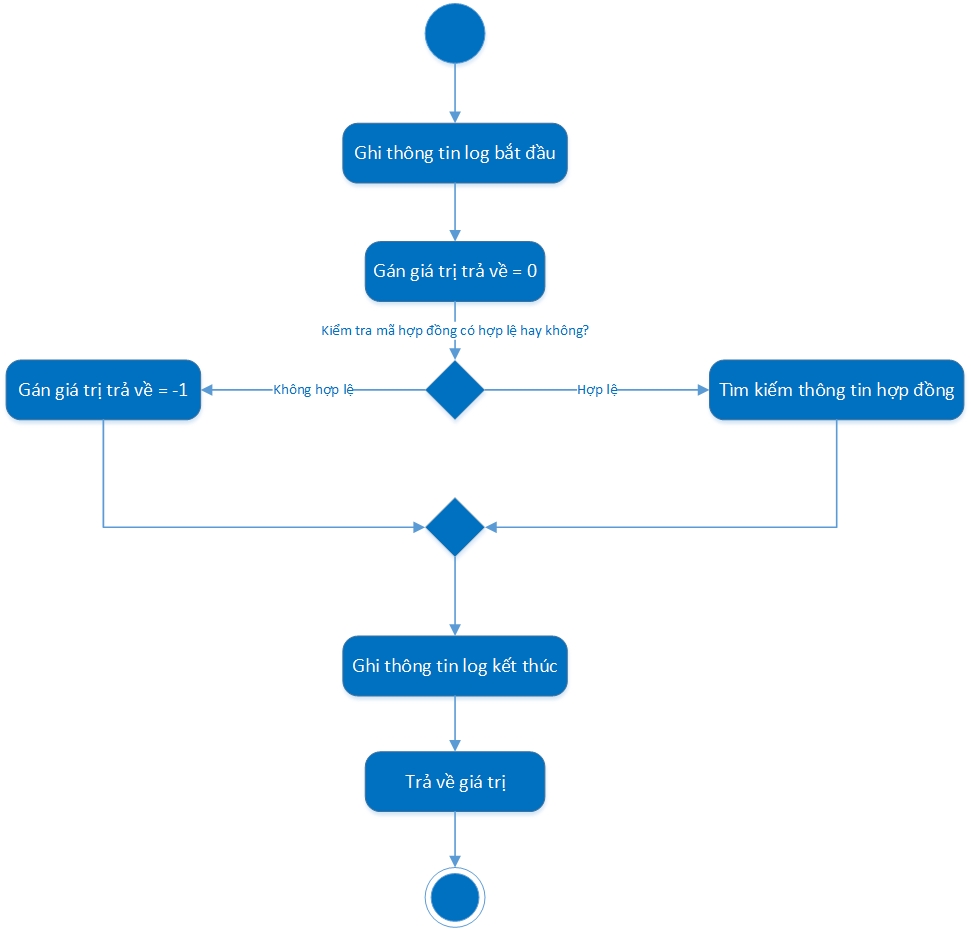 Ghi thông tin log bắt đầu
Gán giá trị trả về = 0
Kiểm tra mã hợp đồng có hợp lệ hay không?
Gán giá trị trả về = -1
Không hợp lệ
Hợp lệ
Tìm kiếm thông tin hợp đồng
Ghi thông tin log kết thúc
Trả về giá trị